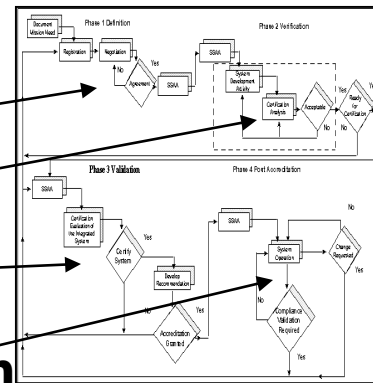 Phase 1 Definition
Phase 2 Verification
Document
Mission Need
Registration
Negotiation
No
Yes
Agreement
SSAA
SSAA
System
Development
Activity
Certification
Analysis
Acceptable
Yes
No
Ready
for
Certification
Yes
No
Phase 3 Validation
Phase 4 Post Accreditation
SSAA
Certification
Evaluation of
the Integrated
System
Certify
System
Yes
No
Develop
Recommendation
Accreditation
Granted
Yes
SSAA
System
Operation
No
Change
Requested
Yes
No
Compliance
Validation
Required
Yes
n